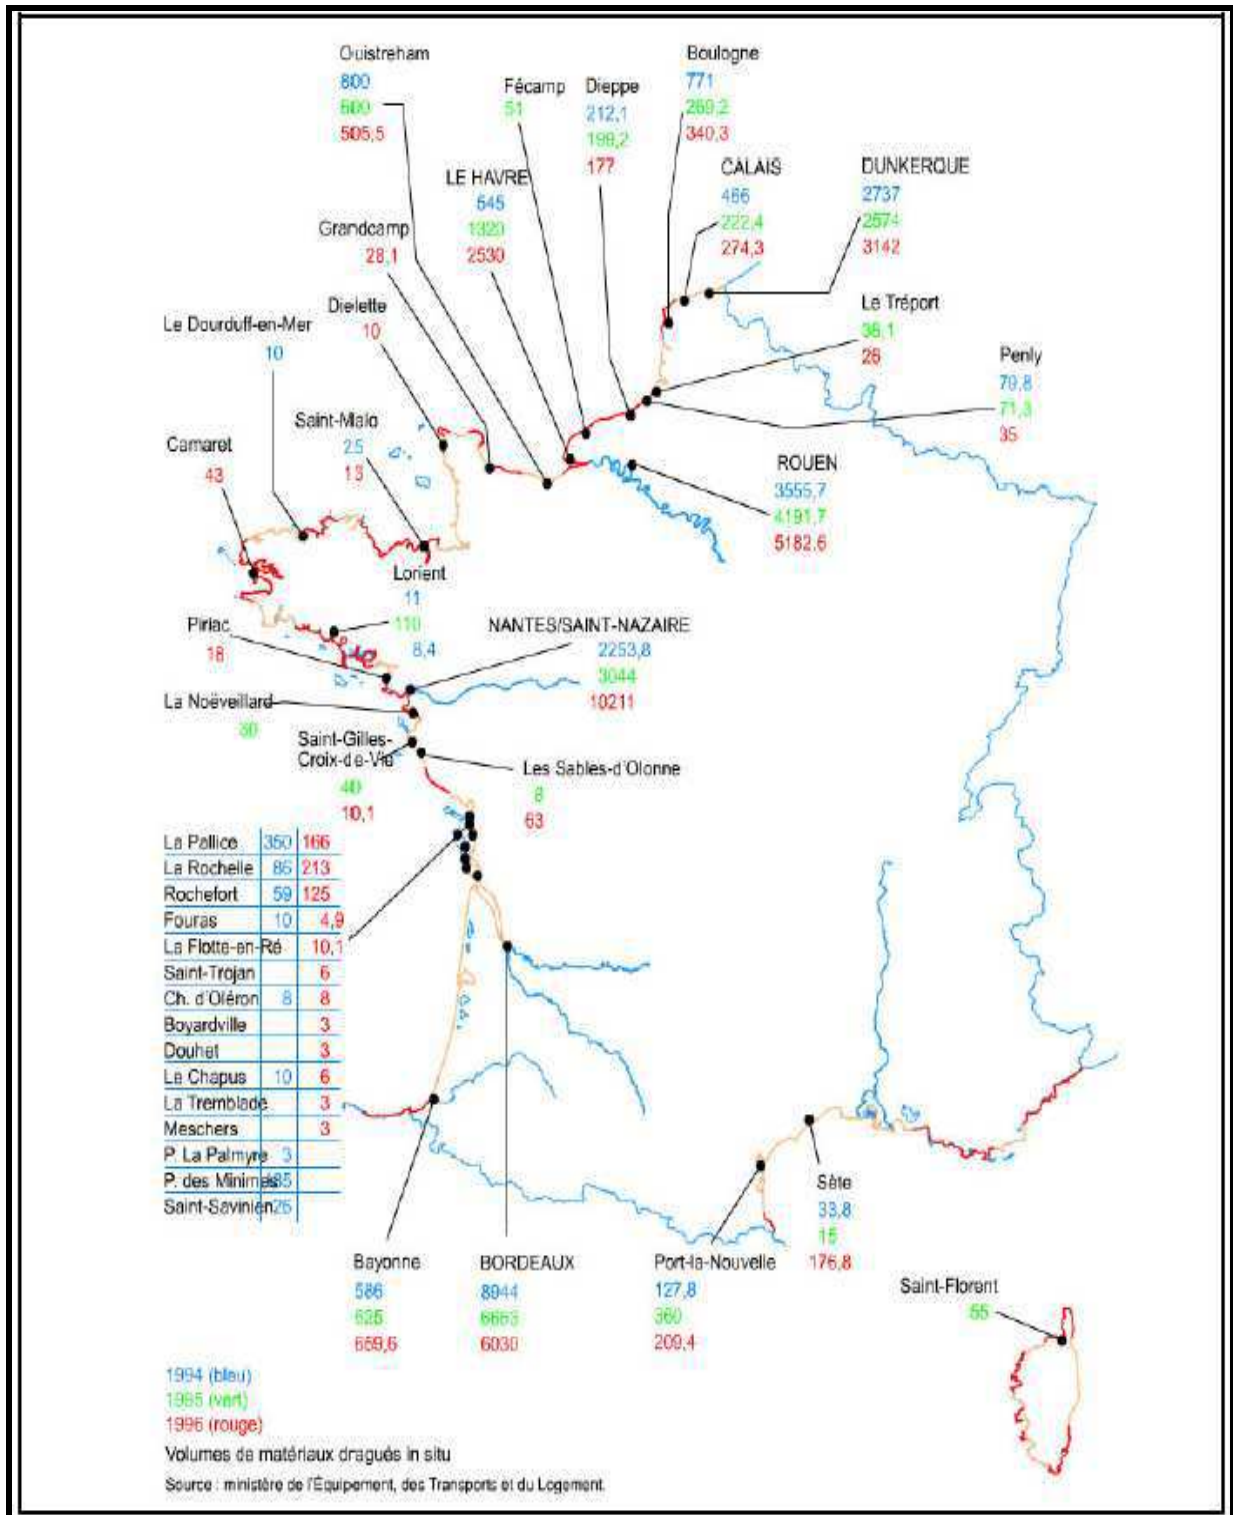 Ouistreham
800
600
505,5
Fécamp
51
Dieppe
212,1
199,2
177
Boulogne
771
269,2
340,3
LE HAVRE
545
1320
2530
CALAIS
466
222,4
274,3
DUNKERQUE
2737
2574
3142
Grandcamp
28,1
Dielette
10
Le Dourduff-en-Mer
10
Le Tréport
38,1
26
Penly
79,8
71,3
35
Saint-Malo
25
13
Camaret
43
ROUEN
3555,7
4191,7
5182,6
Lorient
11
110
8,4
Piriac
18
NANTES/SAINT-NAZAIRE
2253,8
3044
10211
La Noëveillard
30
Saint-Gilles-
Croix-de-Vie
40
10,1
Les Sables-d'Olonne
8
63
La Pallice 350 166
La Rochelle 86 213
Rochefort 59 125
Fouras 10 4,9
La Flotte-en-Ré 10,1
Saint-Trojan 6
Ch. d'Oléron 8 8
Boyardville 3
Douhet 3
Le Chapus 10 6
La Tremblade 3
Meschers 3
P. La Palmyre 3
P. des Minimes
Saint-Savinien 26
Bayonne
586
625
659,6
BORDEAUX
8944
6663
6030
Port-la-Nouvelle
127,8
360
209,4
Sète
33,8
15
176,8
Saint-Florent
55
1994 (bleu)
1995 (vert)
1996 (rouge)
Volumes de matériaux dragués in situ
Source : ministère de l'Équipement, des Transports et du Logement.